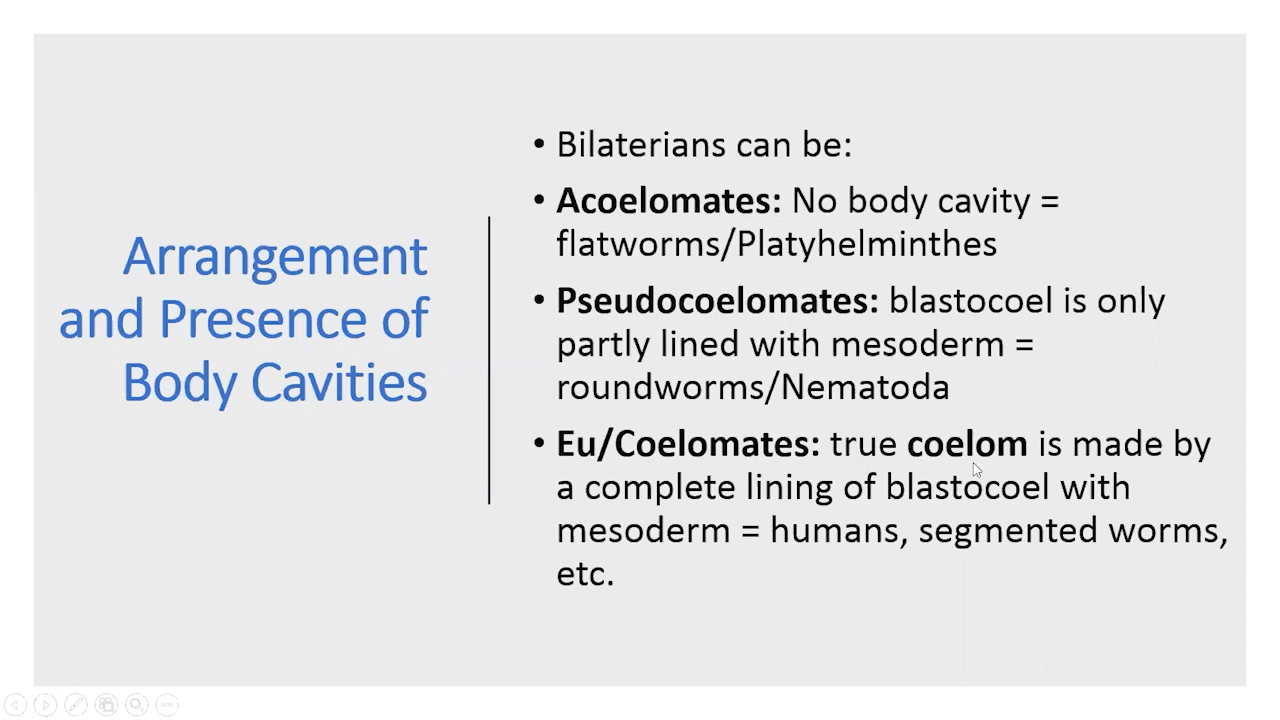 Arrangement
and Presence of
Body Cavities
• Bilaterians can be:
• Acoelomates: No body cavity =
flatworms/Platyhelminthes
• Pseudocoelomates: blastocoel is only
partly lined with mesoderm =
roundworms/Nematoda
• Eu/Coelomates: true coelom is made by
a complete lining of blastocoel with
mesoderm = humans, segmented worms,
etc.